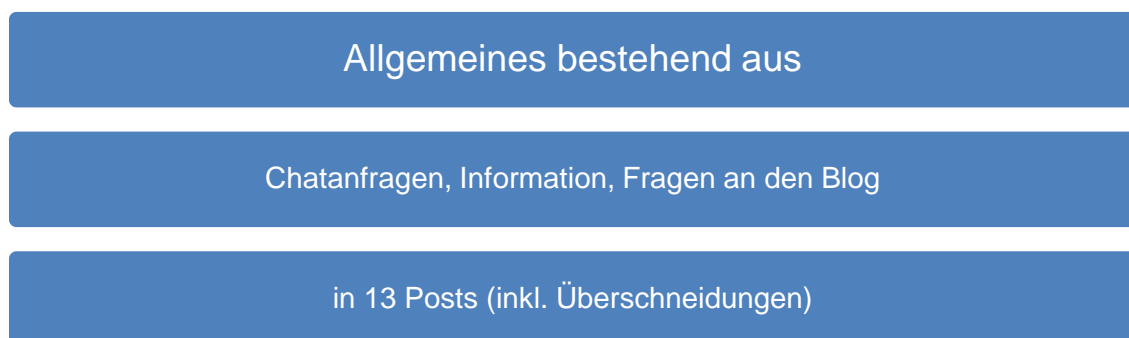 Allgemeines bestehend aus
Chatanfragen, Information, Fragen an den Blog
in 13 Posts (inkl. Überschneidungen)